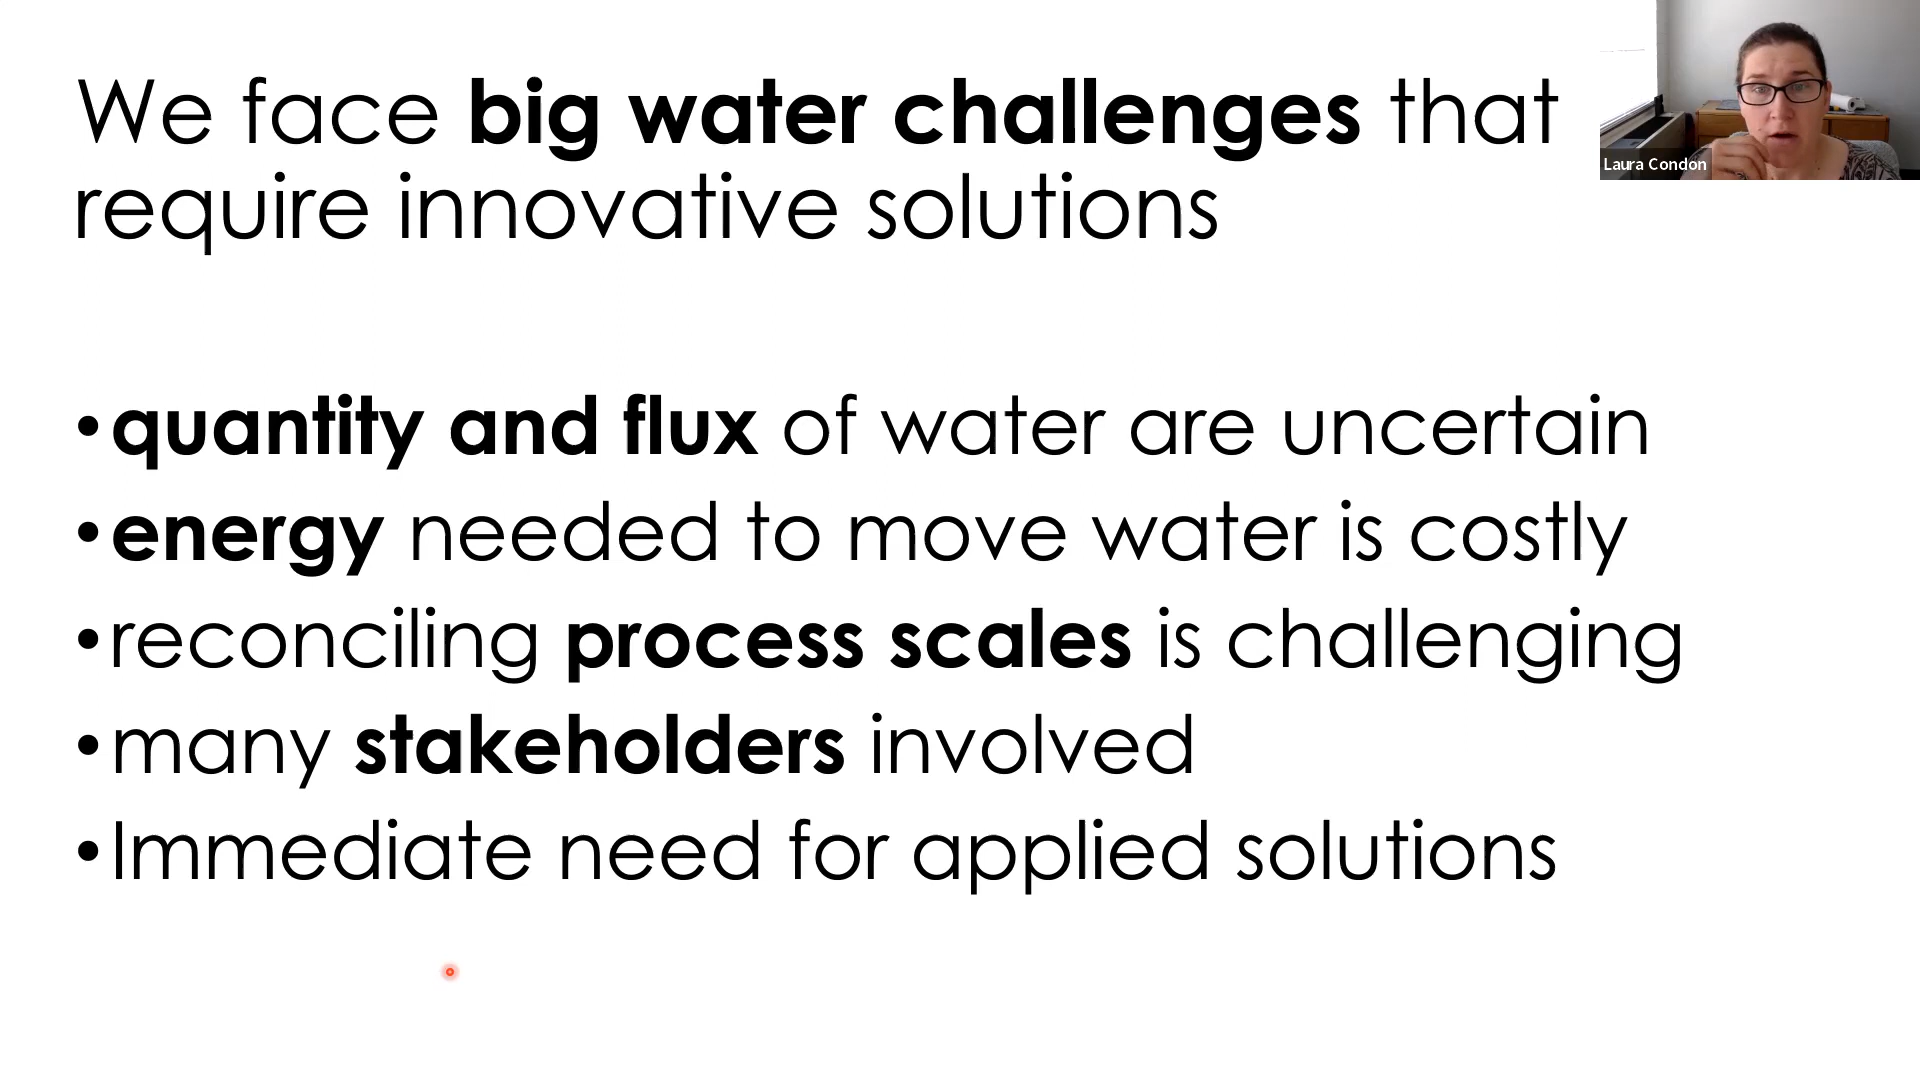 We face big water challenges that
require innovative solutions
Laura Condon
•quantity and flux of water are uncertain
•energy needed to move water is costly
•reconciling process scales is challenging
•many stakeholders involved
•Immediate need for applied solutions